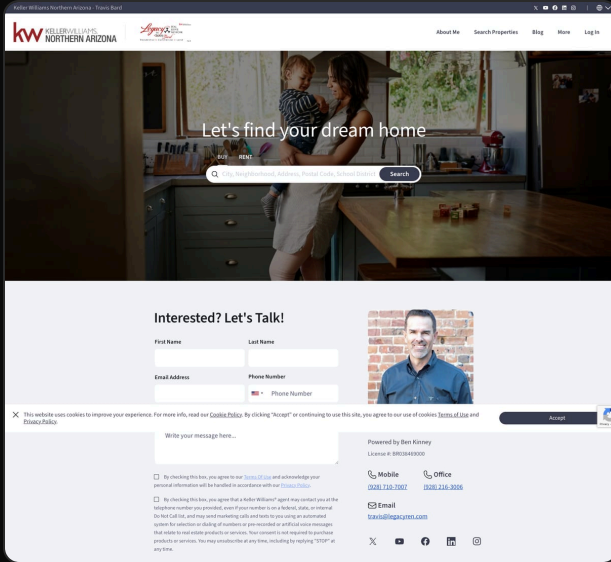 Keller Williams Northern Arizona - Travis Bard
kw KELLERWILLIAMS.
NORTHERN ARIZONA
Legacy
About Me Search Properties Blog More Log In
Let's find your dream home
BUY RENT
City, Neighborhood, Address, Postal Code, School District Search
Interested? Let's Talk!
First Name Last Name
Email Address Phone Number
Phone Number
This website uses cookies to improve your experience. For more info, read our Cookie Policy. By clicking "Accept" or continuing to use this site, you agree to our use of cookies Terms of Use and
Privacy Policy.
Accept
Write your message here...
By checking this box, you agree to our Terms Of Use and acknowledge your
personal information will be handled in accordance with our Privacy Policy.
By checking this box, you agree that a Keller Williams® agent may contact you at the
telephone number you provided, even if your number is on a federal, state, or internal
Do Not Call list, and may send marketing calls and texts to you using an automated
system for selection or dialing of numbers or pre-recorded or artificial voice messages
that relate to real estate products or services. Your consent is not required to purchase
products or services. You may unsubscribe at any time, including by replying "STOP" at
any time.
Powered by Ben Kinney
License #: BR036469000
Mobile Office
(928) 710-7007 (928) 216-3006
Email
travis@legacyren.com